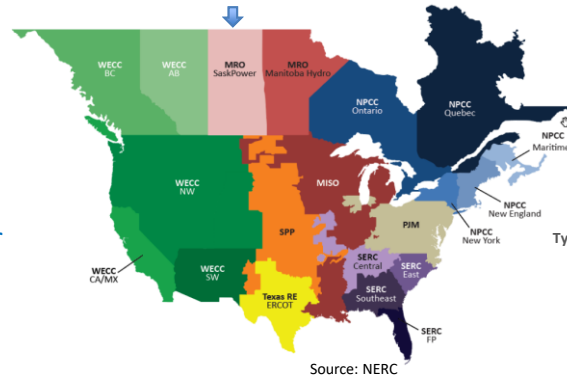 WECC
BC
WECC
AB
MRO
SaskPower
MRO
Manitoba Hydro
NPCC
Ontario
NPCC
Quebec
NPCC
Maritime
WECC
NW
MISO
NPCC
New England
SPP
PJM
NPCC
New York
Ty
WECC
CA/MX
WECC
SW
SERC
Central
SERC
East
Texas RE
ERCOT
SERC
Southeast
SERC
FP
Source: NERC